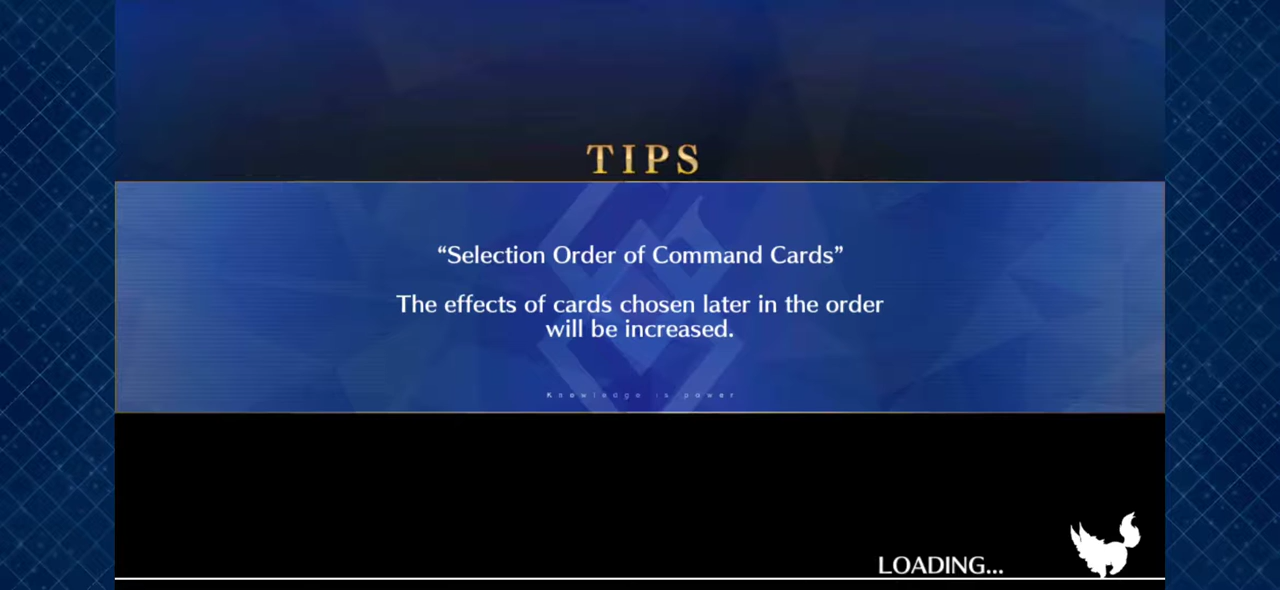 TIPS
“Selection Order of Command Cards”
The effects of cards chosen later in the order
will be increased.
Knowledge is power
LOADING...